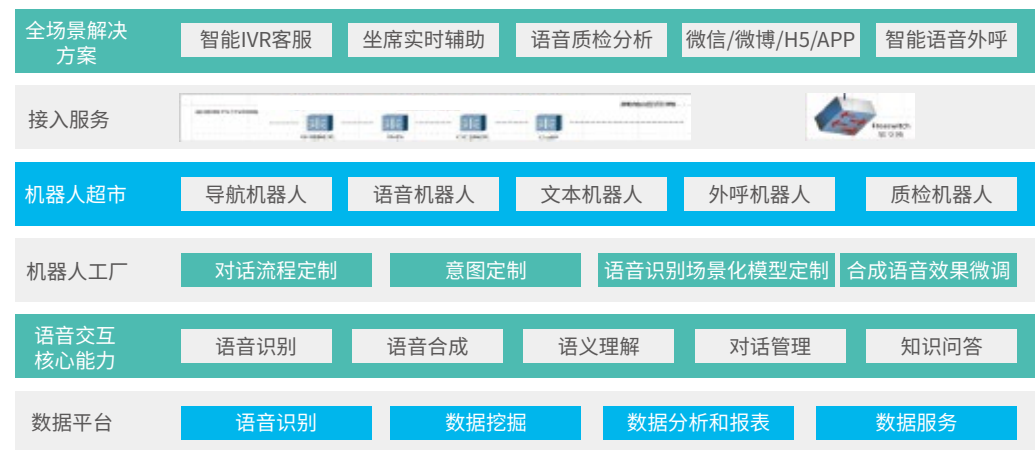 全场景解决
方案
智能IVR客服
坐席实时辅助
语音质检分析
微信/微博/H5/APP
智能语音外呼
接入服务
机器人超市
导航机器人
语音机器人
文本机器人
外呼机器人
质检机器人
机器人工厂
对话流程定制
意图定制
语音识别场景化模型定制
合成语音效果微调
语音交互
核心能力
语音识别
语音合成
语义理解
对话管理
知识问答
数据平台
语音识别
数据挖掘
数据分析和报表
数据服务